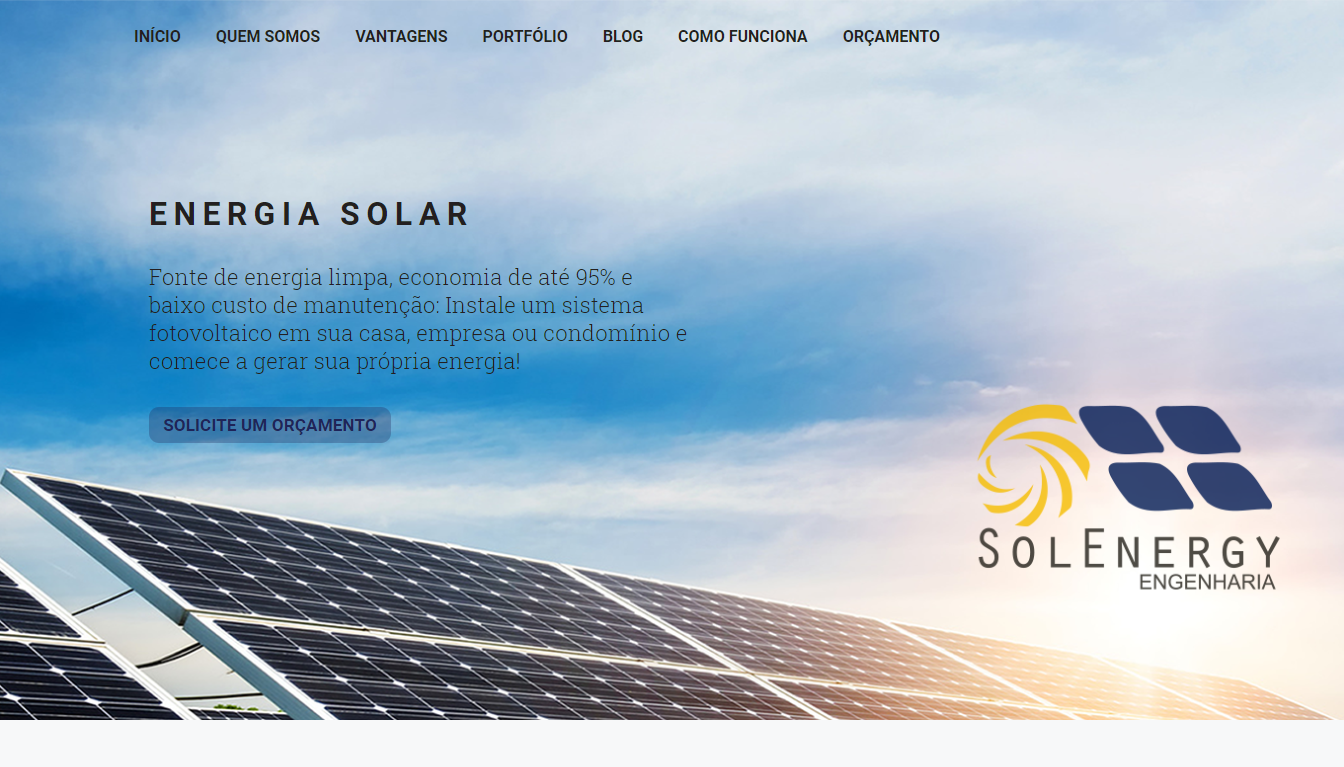 INÍCIO QUEM SOMOS VANTAGENS PORTFÓLIO BLOG COMO FUNCIONA ORÇAMENTO
ENERGIA SOLAR
Fonte de energia limpa, economia de até 95% e
baixo custo de manutenção: Instale um sistema
fotovoltaico em sua casa, empresa ou condomínio e
comece a gerar sua própria energia!
SOLICITE UM ORÇAMENTO
SOLENERGY
ENGENHARIA